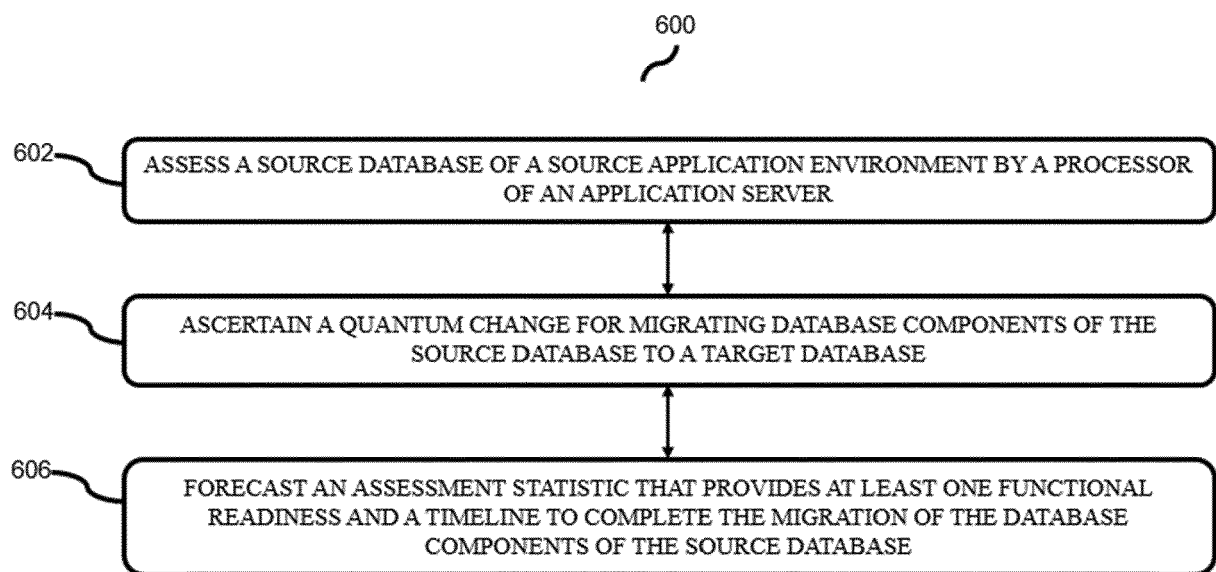 600
602
ASSESS A SOURCE DATABASE OF A SOURCE APPLICATION ENVIRONMENT BY A PROCESSOR
OF AN APPLICATION SERVER
604
ASCERTAIN A QUANTUM CHANGE FOR MIGRATING DATABASE COMPONENTS OF THE
SOURCE DATABASE TO A TARGET DATABASE
606
FORECAST AN ASSESSMENT STATISTIC THAT PROVIDES AT LEAST ONE FUNCTIONAL
READINESS AND A TIMELINE TO COMPLETE THE MIGRATION OF THE DATABASE
COMPONENTS OF THE SOURCE DATABASE